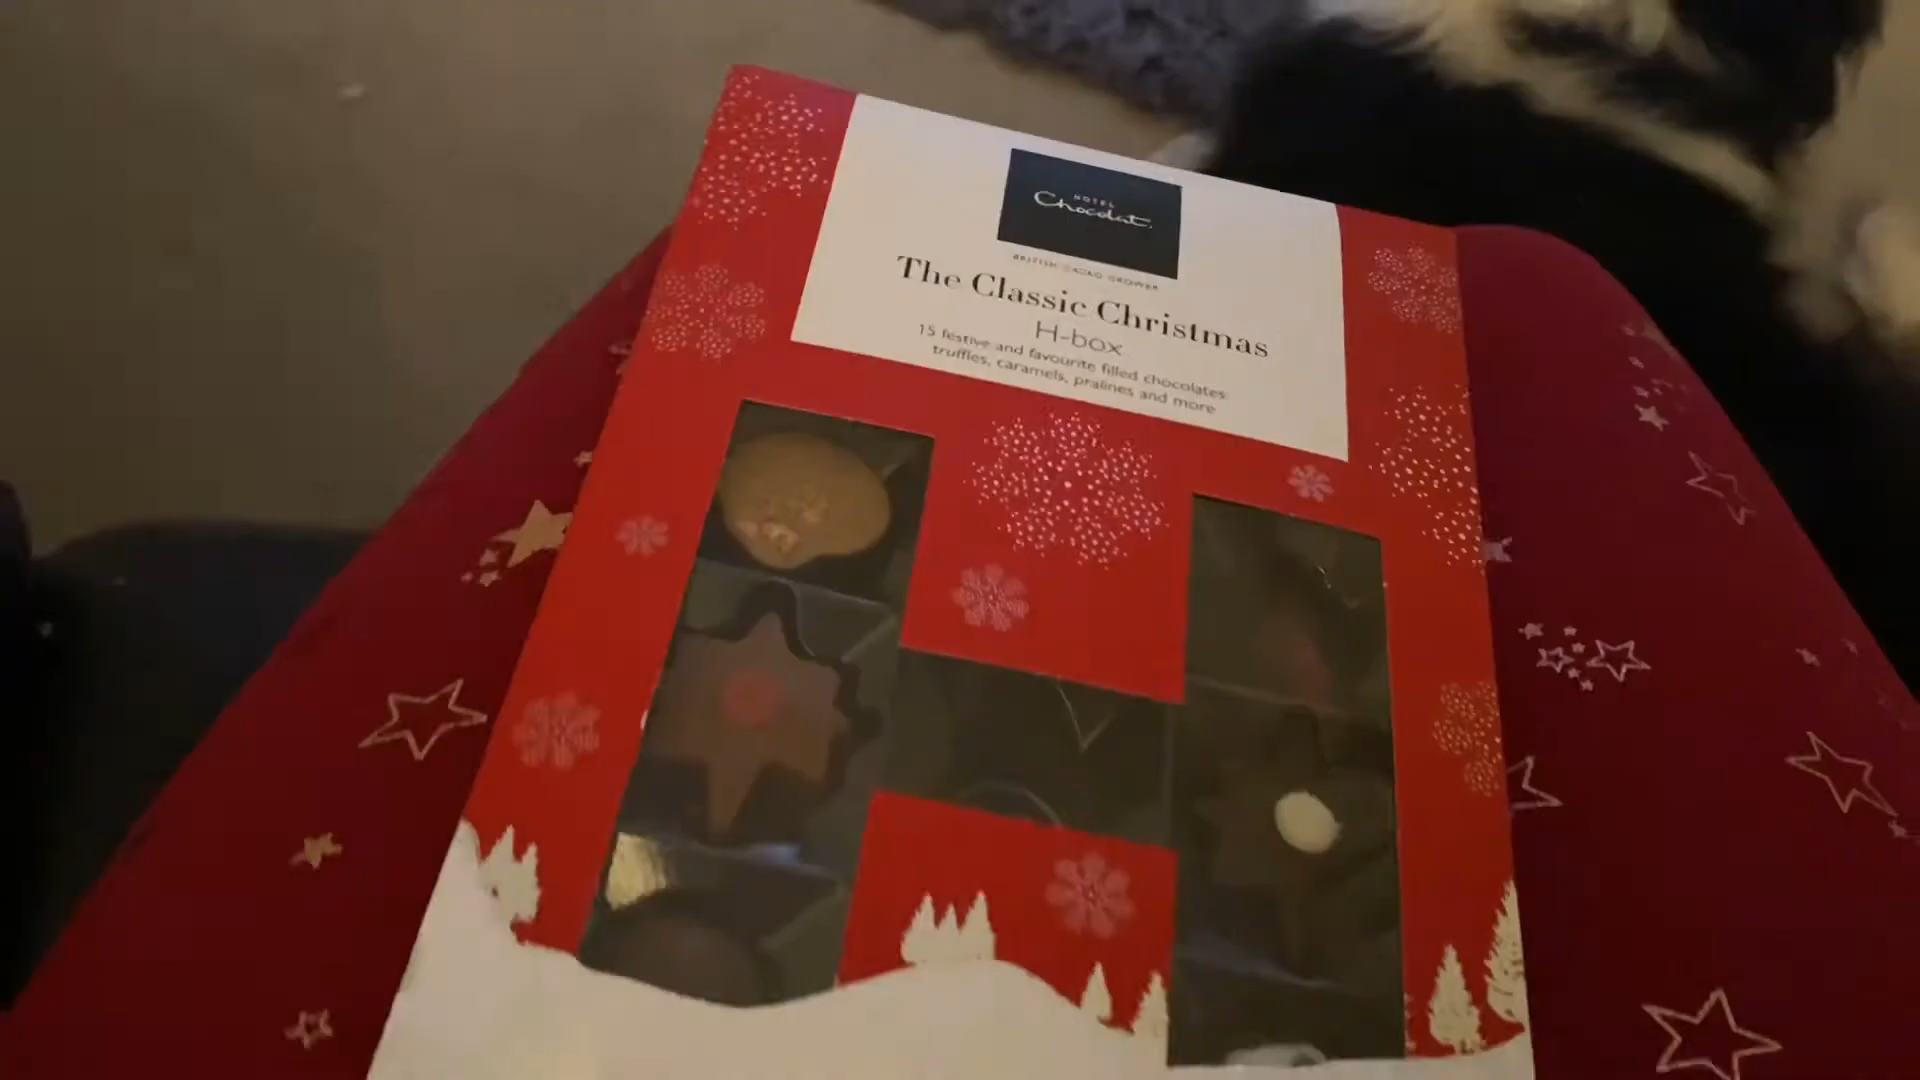 HOTEL
Chocolat.
BRITISH CACAO GROWER
The Classic Christmas
H-box
15 festive and favourite filled chocolates:
truffles, caramels, pralines and more